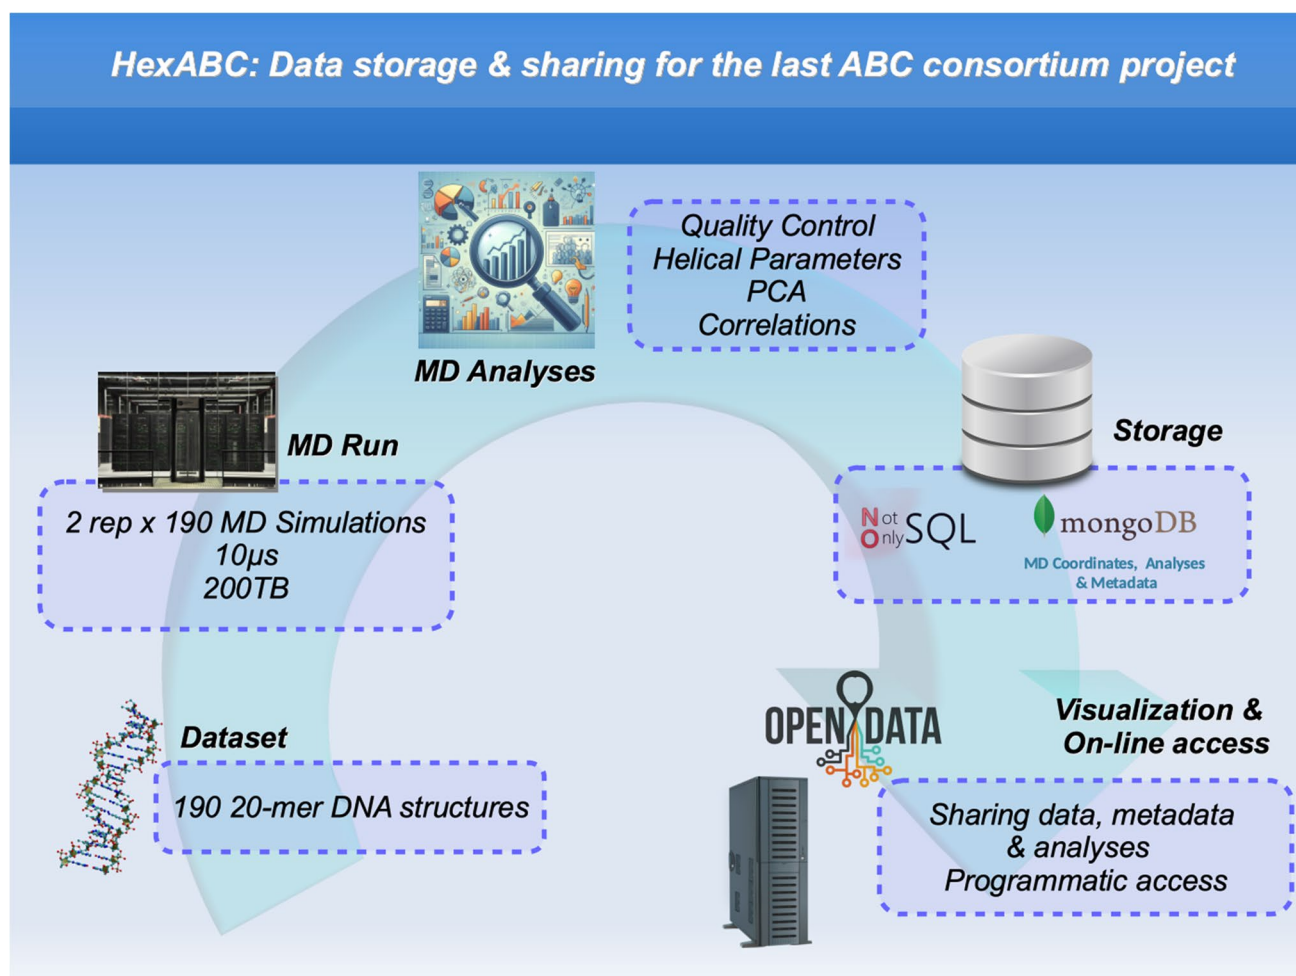 HexABC: Data storage & sharing for the last ABC consortium project
Quality Control
Helical Parameters
PCA
Correlations
MD Analyses
MD Run
2 rep x 190 MD Simulations
10µs
200TB
Storage
Not
Only SQL
mongoDB
MD Coordinates, Analyses
& Metadata
Dataset
190 20-mer DNA structures
OPEN DATA
Visualization &
On-line access
Sharing data, metadata
& analyses
Programmatic access